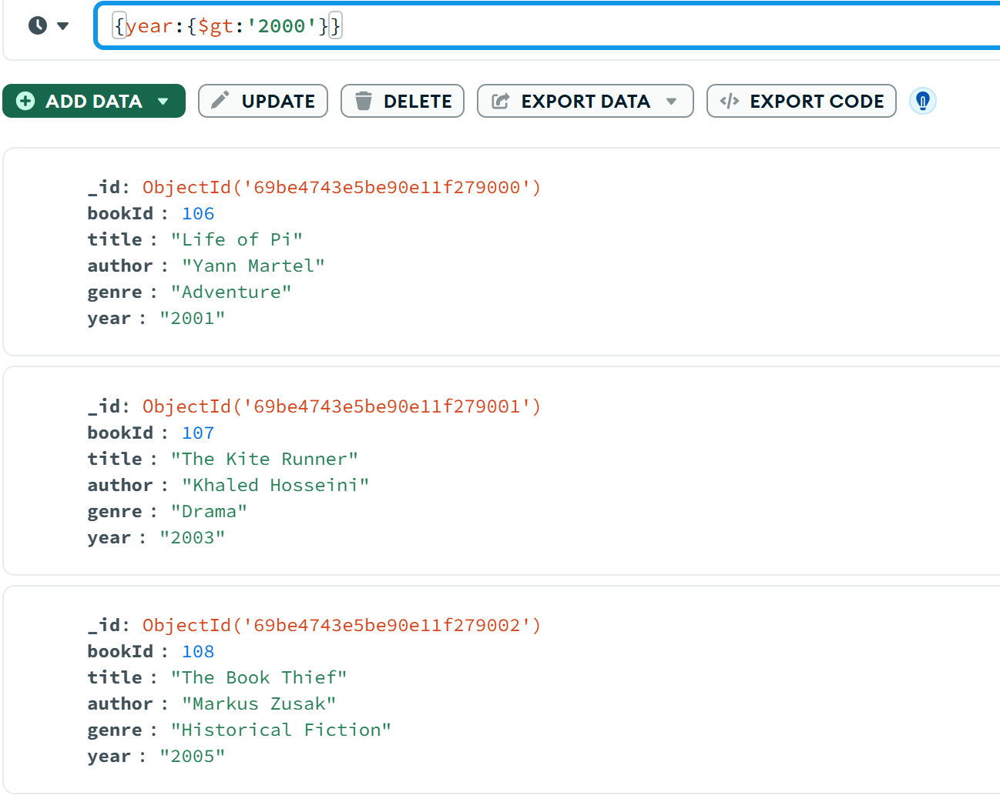 {year:{$gt:'2000'}}
ADD DATA UPDATE DELETE EXPORT DATA EXPORT CODE
_id: ObjectId('69be4743e5be90e11f279000')
bookId : 106
title : "Life of Pi"
author : "Yann Martel"
genre : "Adventure"
year : "2001"
_id: ObjectId('69be4743e5be90e11f279001')
bookId : 107
title : "The Kite Runner"
author : "Khaled Hosseini"
genre : "Drama"
year : "2003"
_id: ObjectId('69be4743e5be90e11f279002')
bookId : 108
title : "The Book Thief"
author : "Markus Zusak"
genre : "Historical Fiction"
year : "2005"